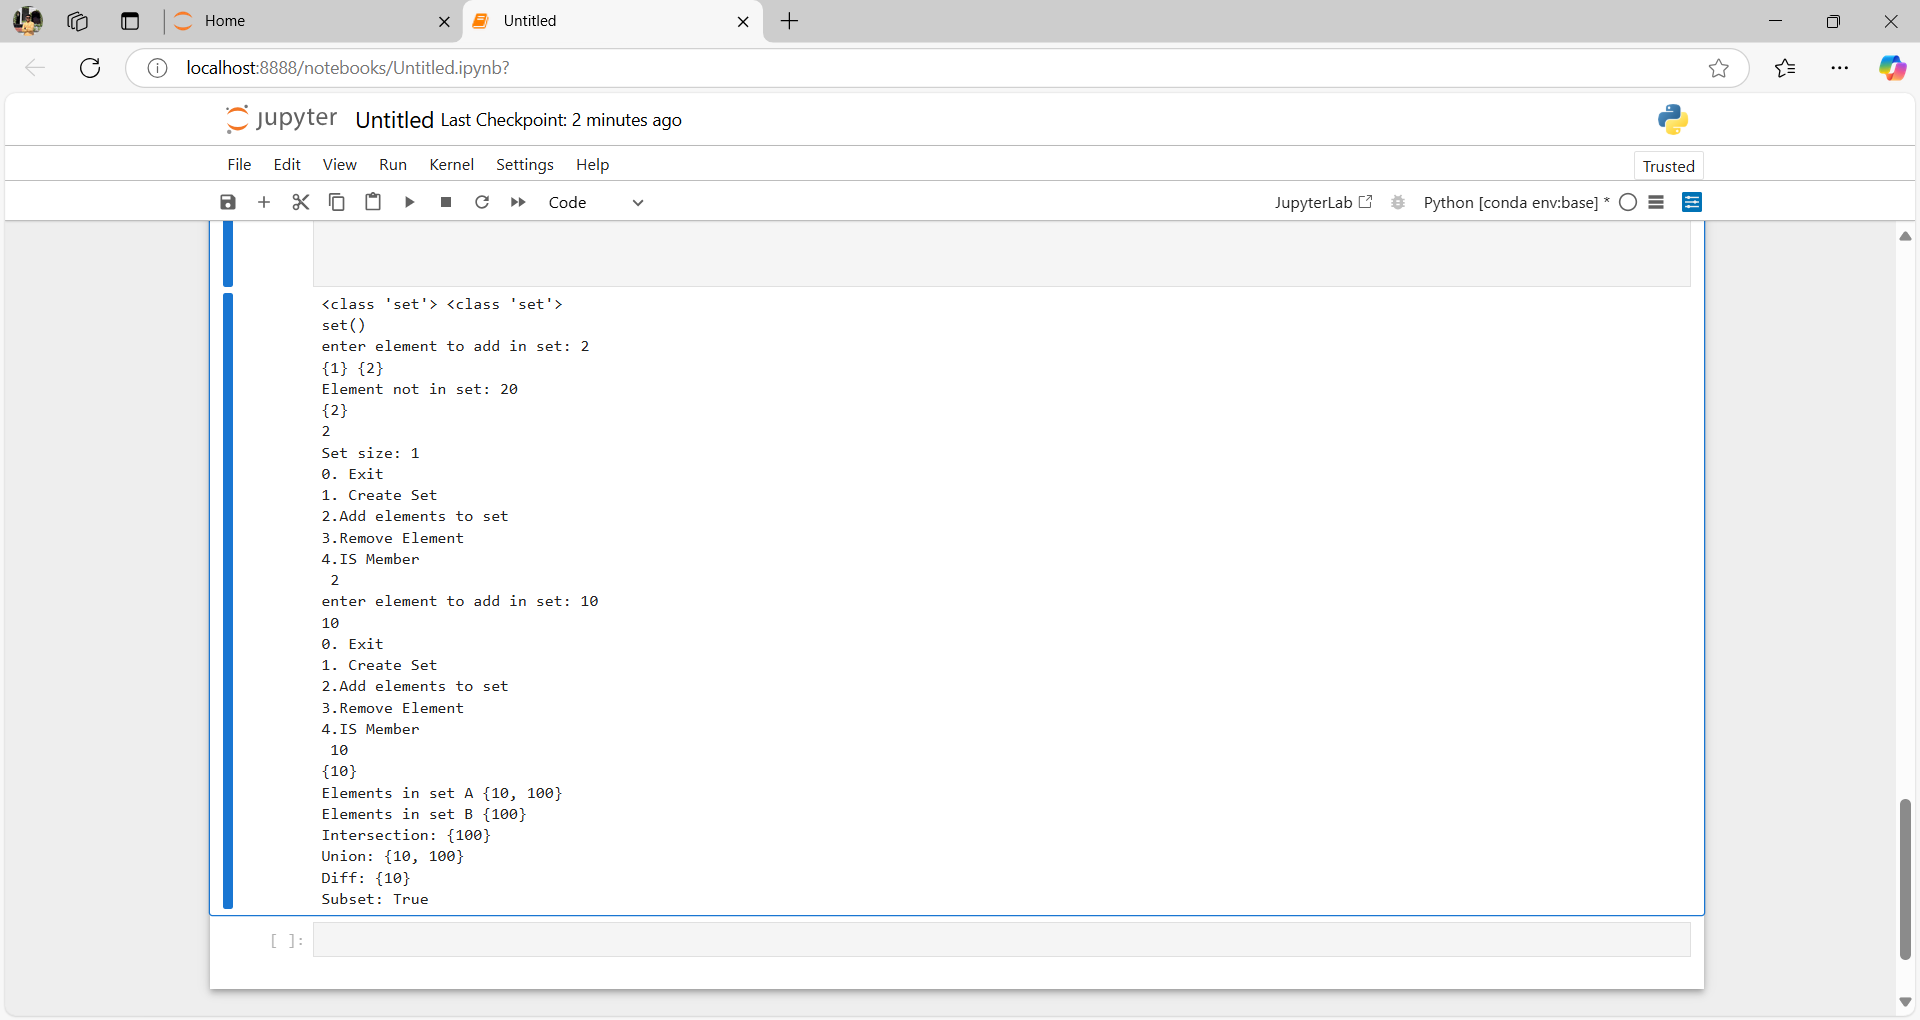 Home
Untitled
localhost:8888/notebooks/Untitled.ipynb?
jupyter Untitled Last Checkpoint: 2 minutes ago
File Edit View Run Kernel Settings Help
Trusted
Code
JupyterLab
Python [conda env:base] *
<class 'set'> <class 'set'>
set()
enter element to add in set: 2
{1} {2}
Element not in set: 20
{2}
2
Set size: 1
0. Exit
1. Create Set
2.Add elements to set
3.Remove Element
4.IS Member
2
enter element to add in set: 10
10
0. Exit
1. Create Set
2.Add elements to set
3.Remove Element
4.IS Member
10
{10}
Elements in set A {10, 100}
Elements in set B {100}
Intersection: {100}
Union: {10, 100}
Diff: {10}
Subset: True
[ ]: